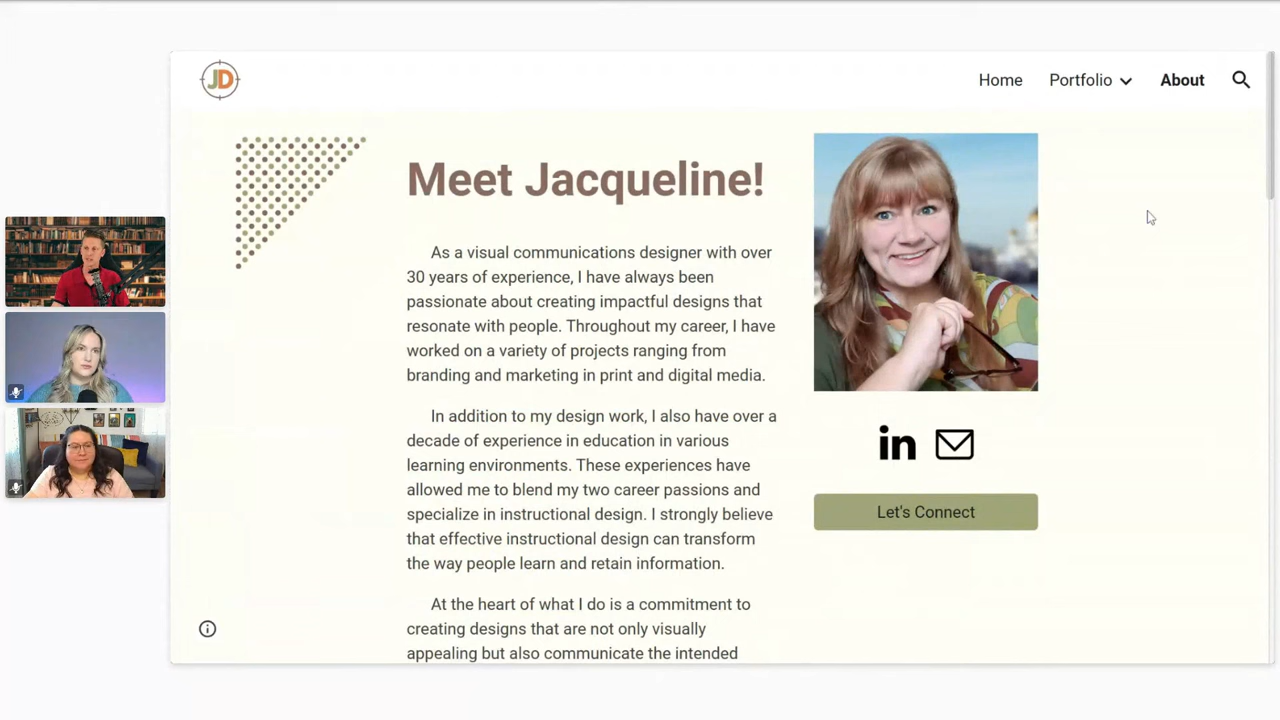 JD
Home Portfolio About
Meet Jacqueline!
As a visual communications designer with over
30 years of experience, I have always been
passionate about creating impactful designs that
resonate with people. Throughout my career, I have
worked on a variety of projects ranging from
branding and marketing in print and digital media.
In addition to my design work, I also have over a
decade of experience in education in various
learning environments. These experiences have
allowed me to blend my two career passions and
specialize in instructional design. I strongly believe
that effective instructional design can transform
the way people learn and retain information.
At the heart of what I do is a commitment to
creating designs that are not only visually
appealing but also communicate the intended
in
Let's Connect